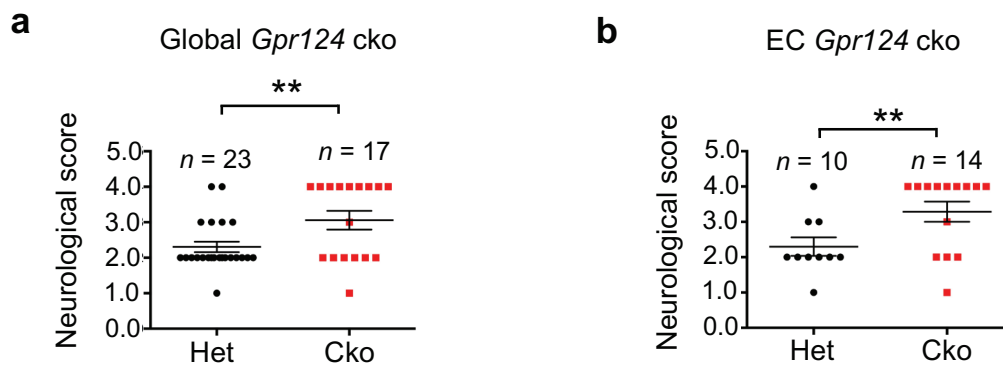 a
Global Gpr124 cko
**
Neurological score
5.0
4.0
3.0
2.0
1.0
0.0
n = 23
n = 17
Het
Cko
b
EC Gpr124 cko
**
Neurological score
5.0
4.0
3.0
2.0
1.0
0.0
n = 10
n = 14
Het
Cko